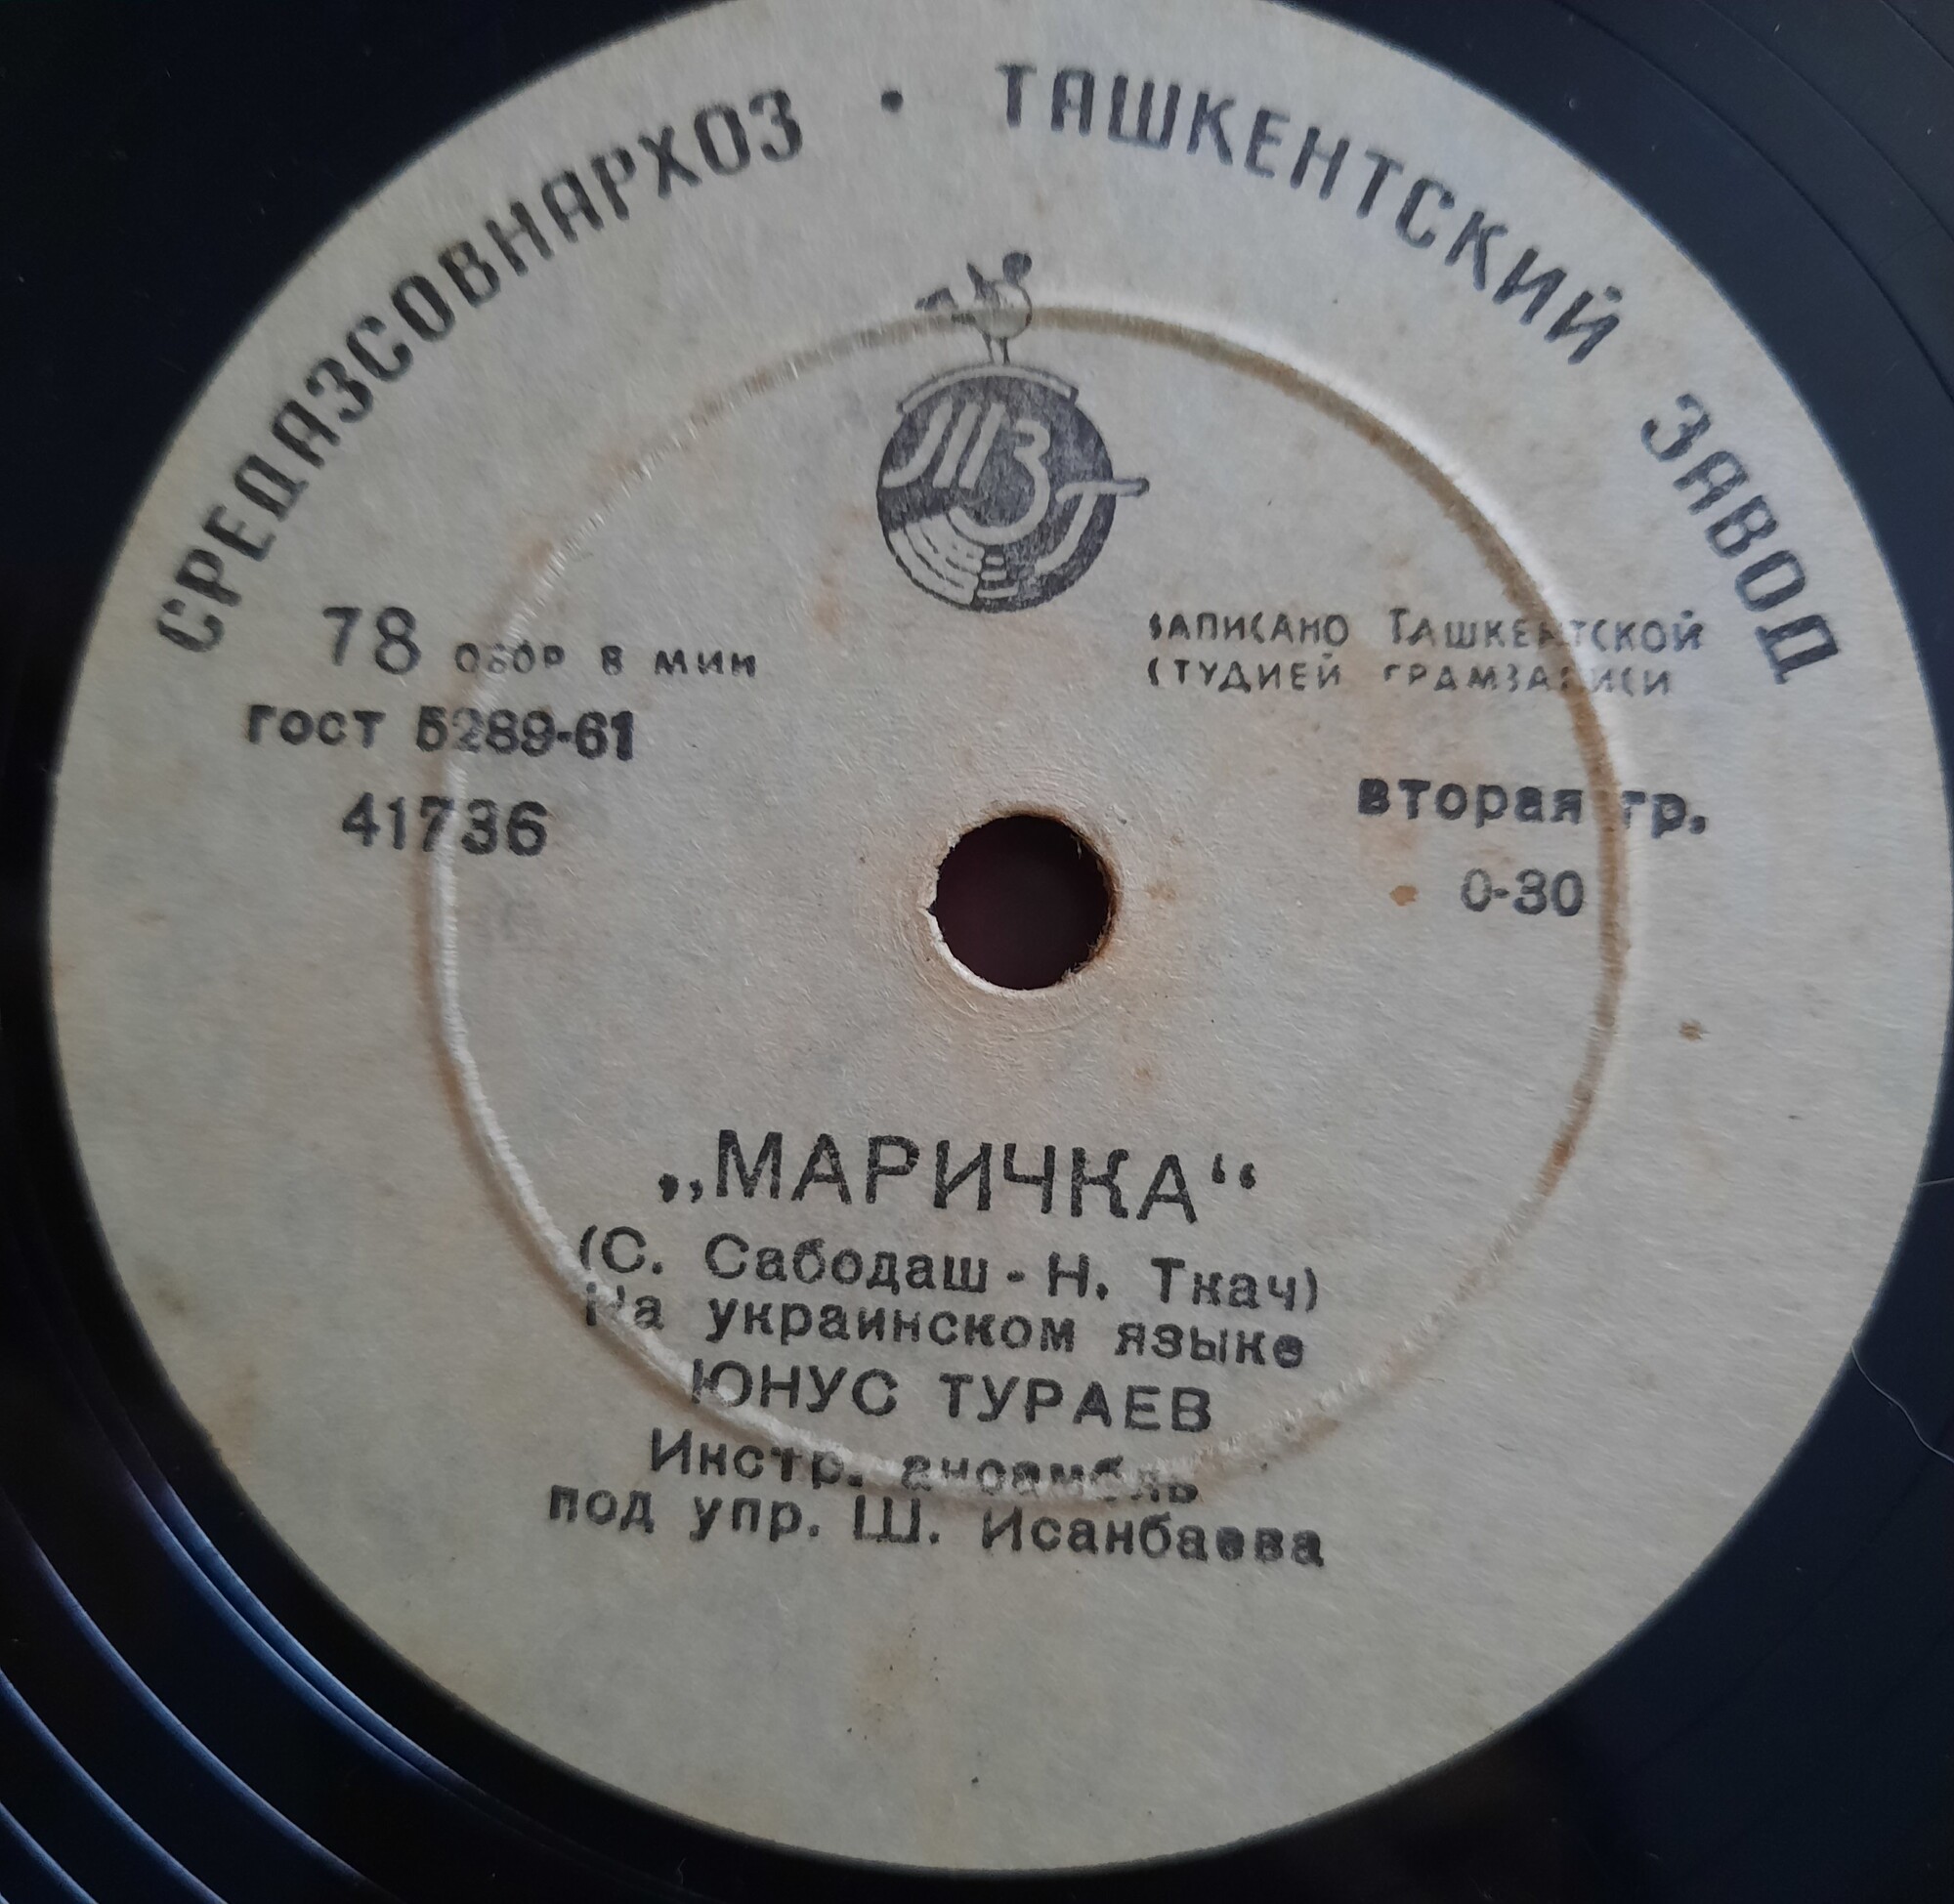 СРЕДАЗСОВНАРХОЗ · ТАШКЕНТСКИЙ ЗАВОД
ТЗГ
78 ОБОР В МИН
ГОСТ 5289-61
41736
ЗАПИСАНО ТАШКЕНТСКОЙ
СТУДИЕЙ ГРАМЗАПИСИ
вторая гр.
0-30
„МАРИЧКА“
(С. Сабодаш - Н. Ткач)
На украинском языке
ЮНУС ТУРАЕВ
Инстр. ансамбль
под упр. Ш. Исанбаева